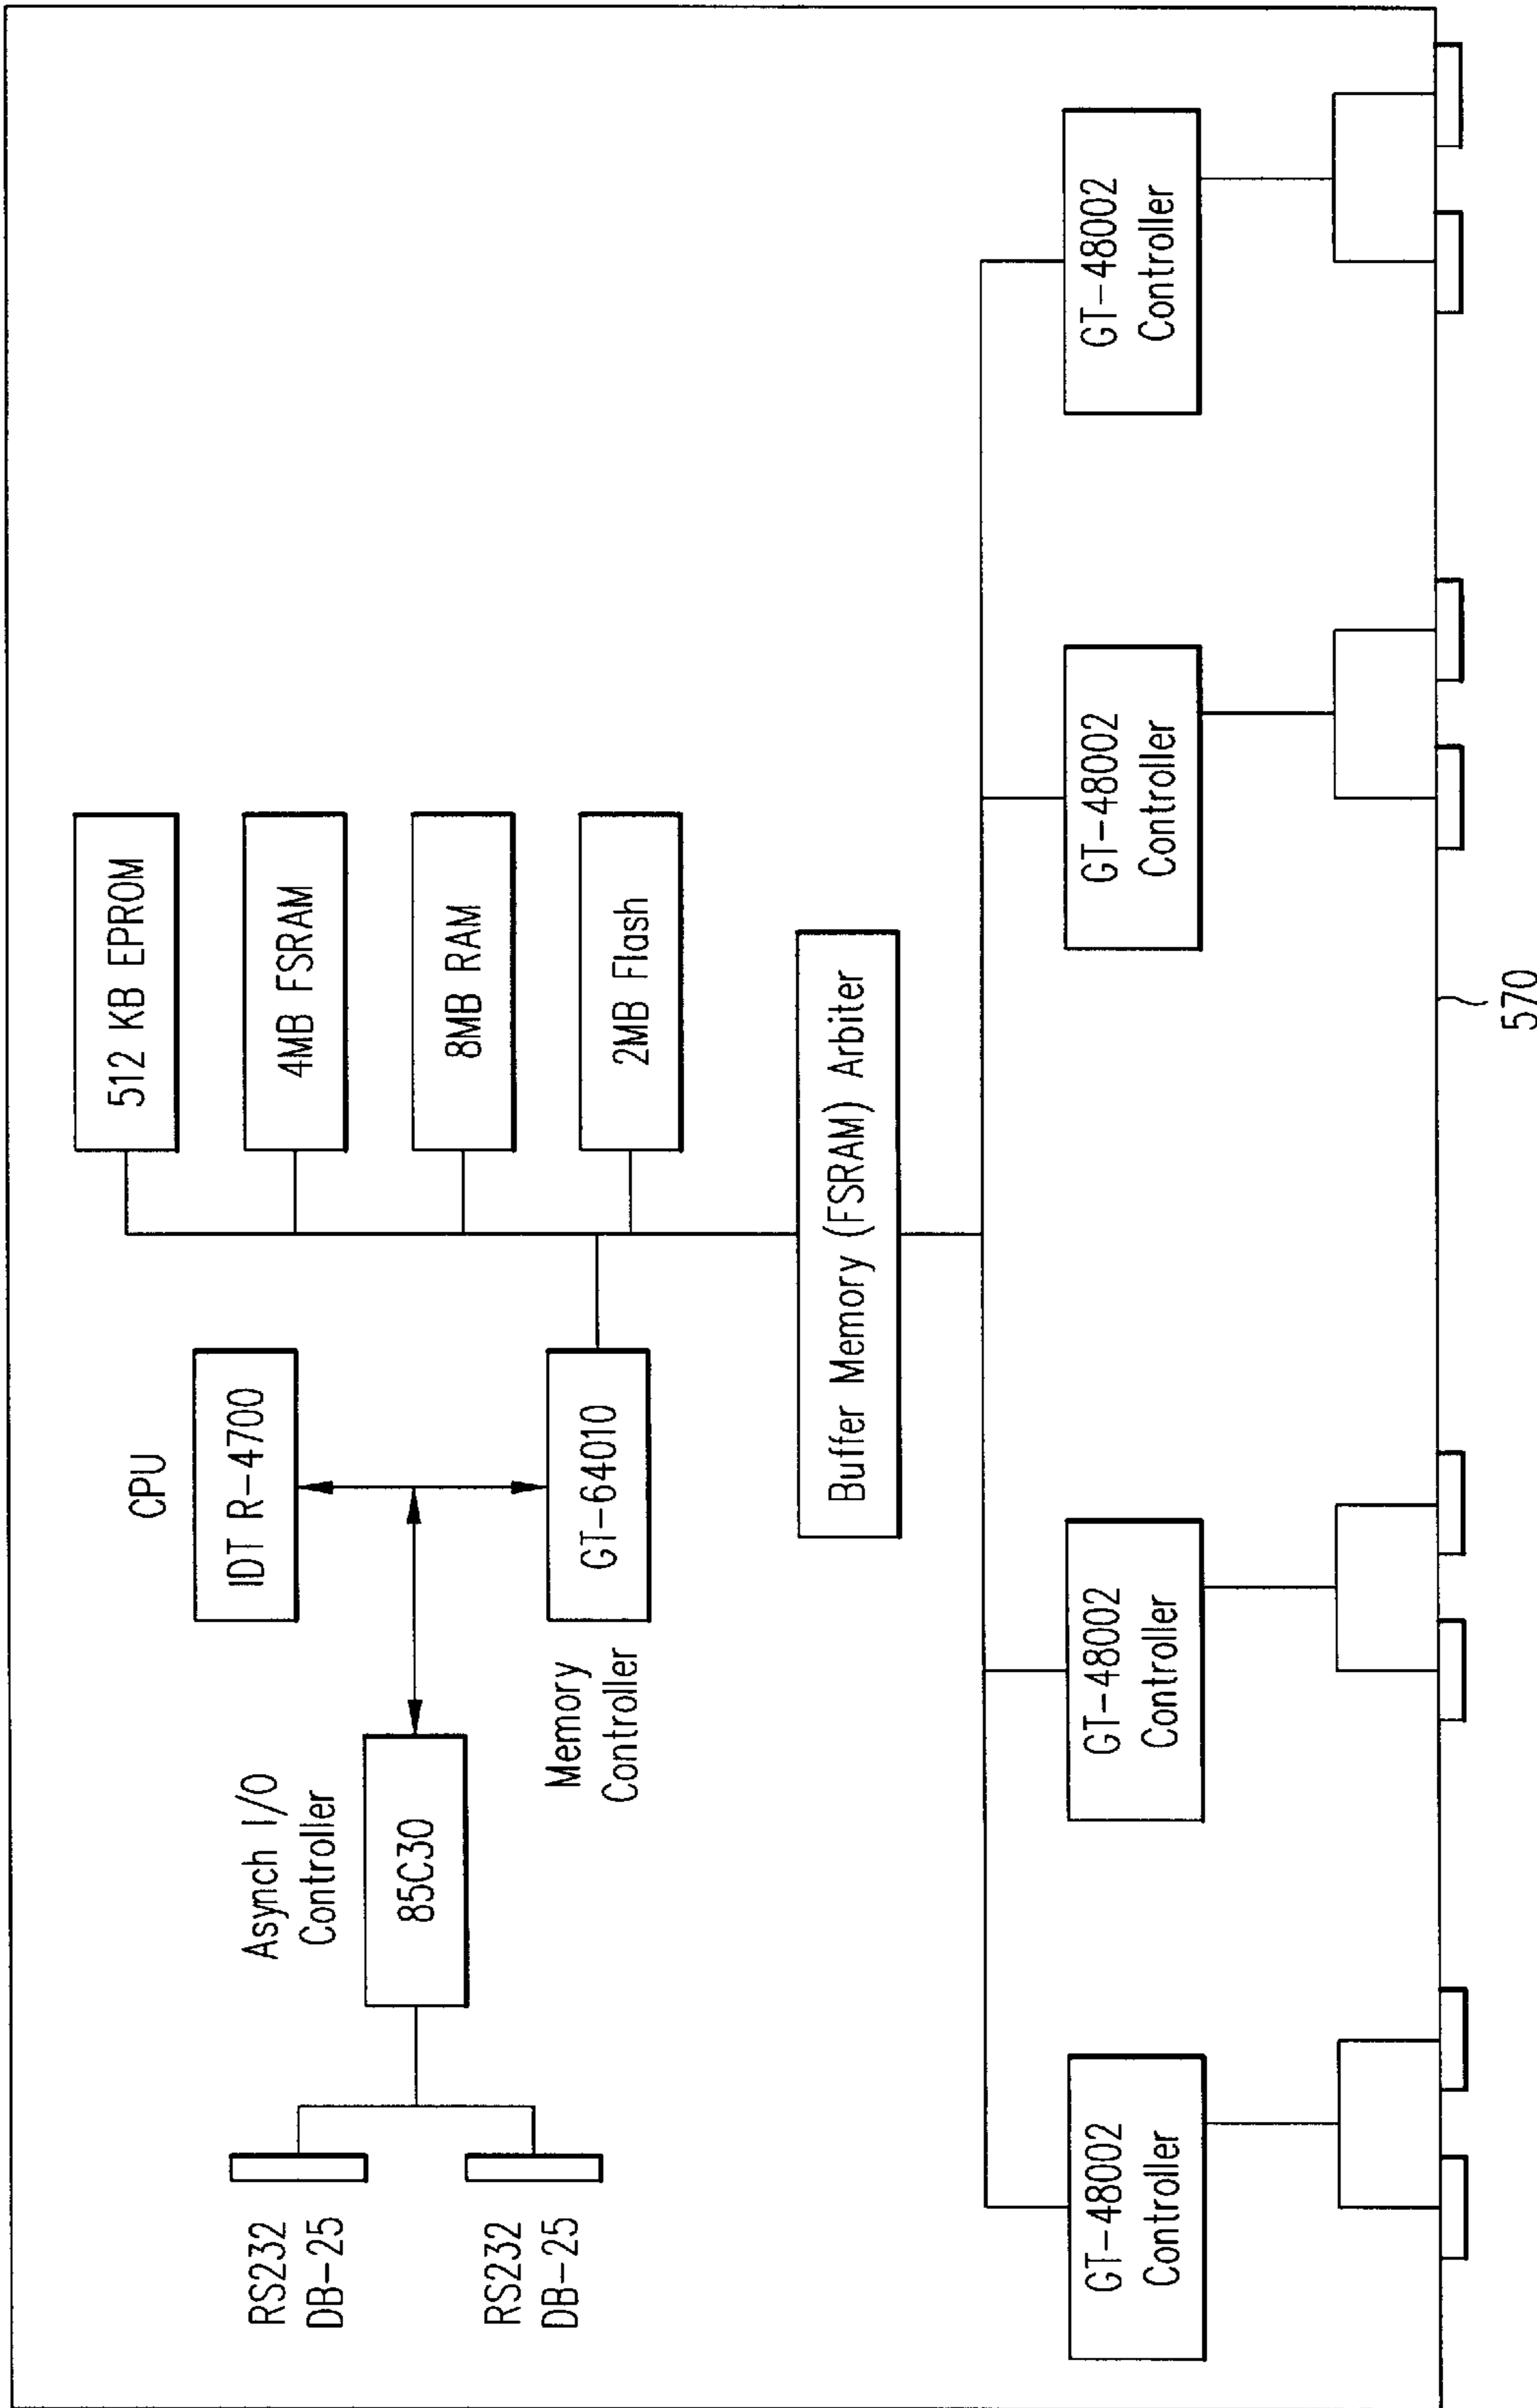 CPU
IDT R-4700
512 KB EPROM
Asynch I/O
Controller
RS232
DB-25
4MB FSRAM
85C30
8MB RAM
RS232
DB-25
Memory
Controller
GT-64010
2MB Flash
Buffer Memory (FSRAM) Arbiter
GT-48002
Controller
GT-48002
Controller
GT-48002
Controller
GT-48002
Controller
570